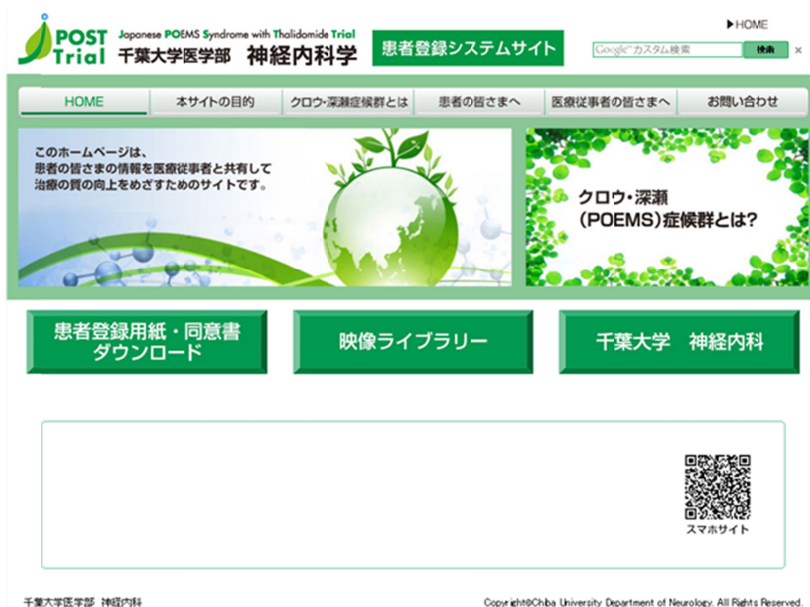 ▶HOME
POST
Trial
Japanese POEMS Syndrome with Thalidomide Trial
千葉大学医学部 神経内科学
患者登録システムサイト
Google カスタム検索
検索
×
HOME
本サイトの目的
クロウ・深瀬症候群とは
患者の皆さまへ
医療従事者の皆さまへ
お問い合わせ
このホームページは、
患者の皆さまの情報を医療従事者と共有して
治療の質の向上をめざすためのサイトです。
クロウ・深瀬
(POEMS)症候群とは?
患者登録用紙・同意書
ダウンロード
映像ライブラリー
千葉大学 神経内科
スマホサイト
千葉大学医学部 神経内科
Copyright©Chiba University Department of Neurology, All Rights Reserved.